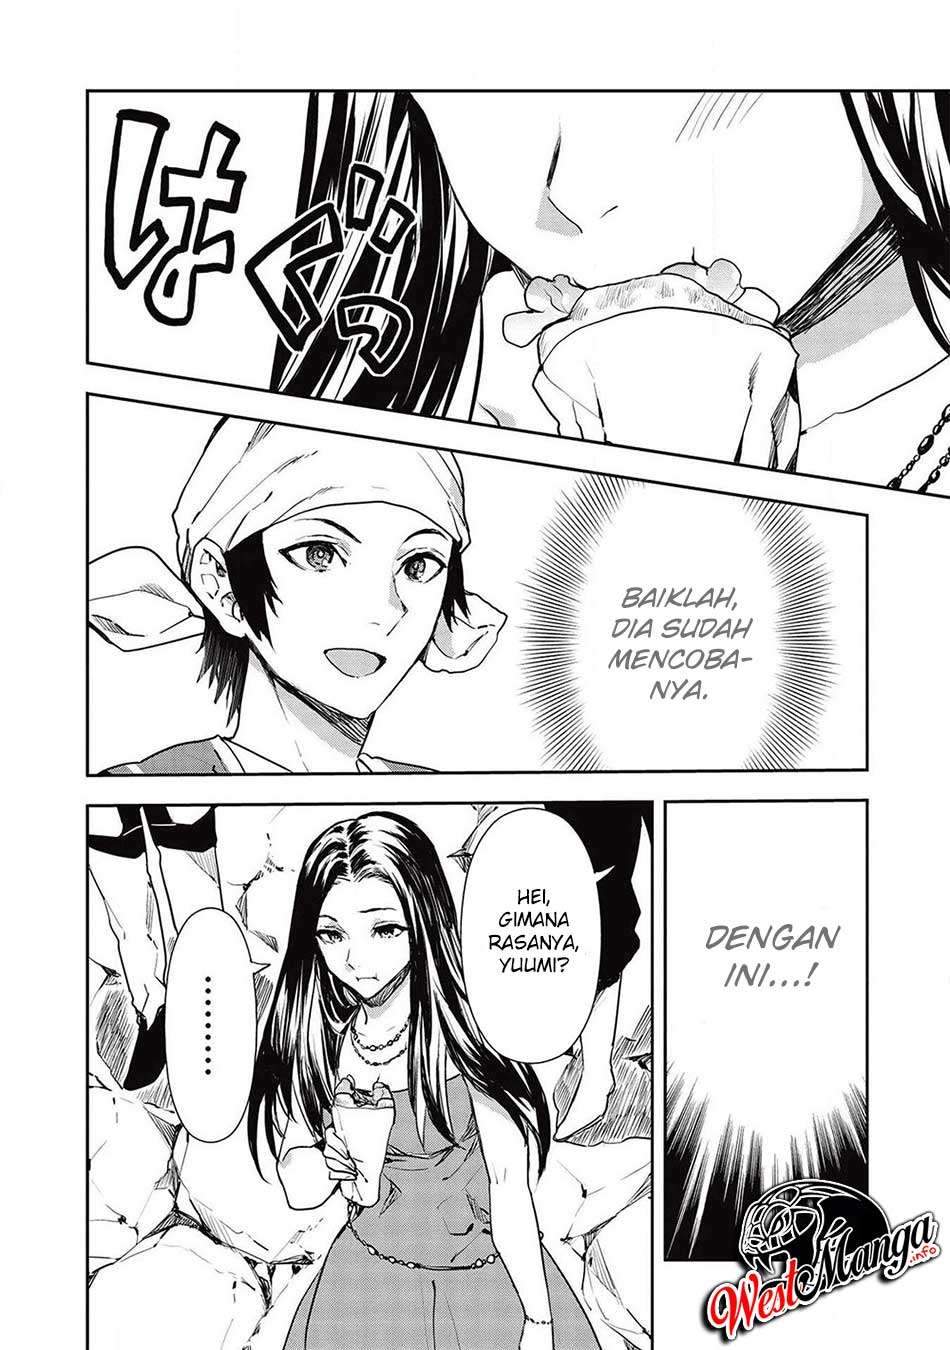 はぐっ
BAIKLAH,
DIA SUDAH
MENCOBA-
NYA.
DENGAN
INI...!
HEI,
GIMANA
RASANYA,
YUUMI?
.........
WestManga
.info